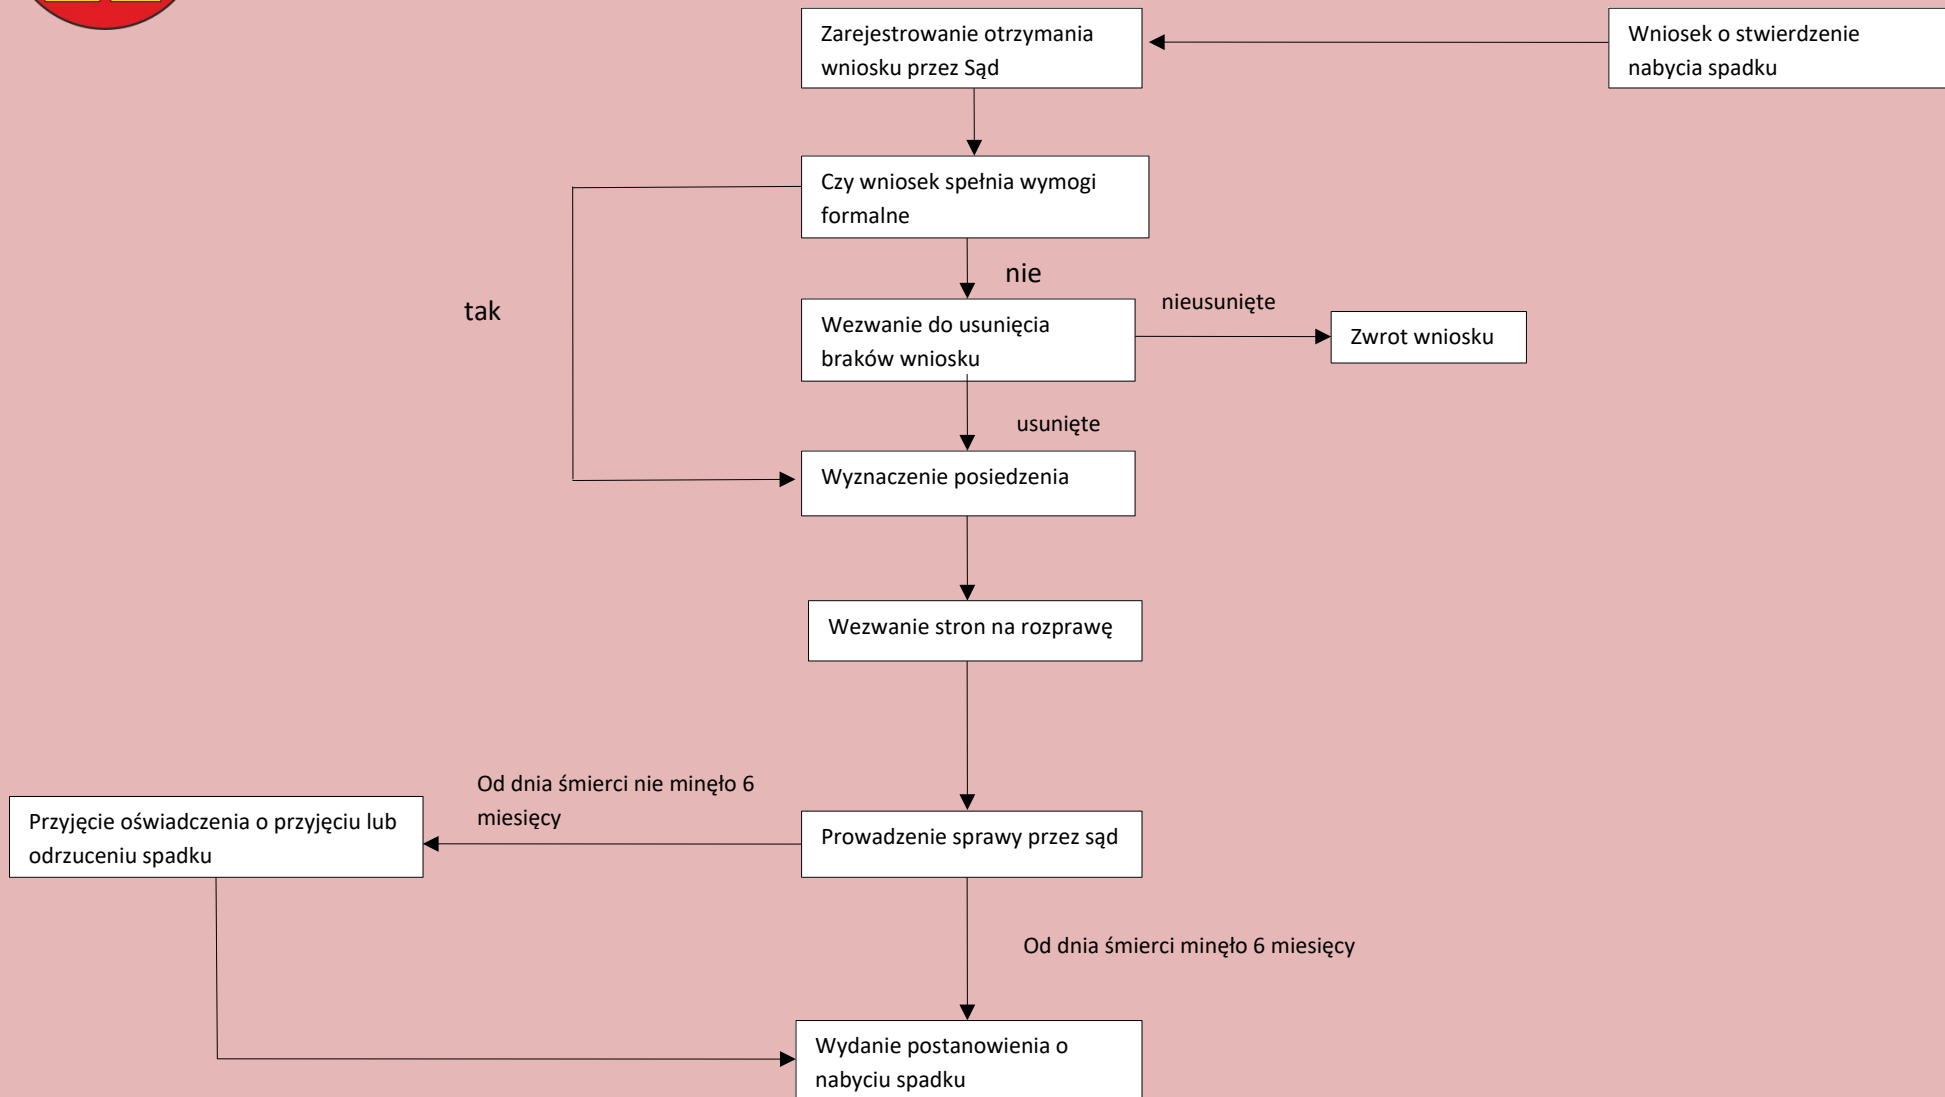 Zarejestrowanie otrzymania
wniosku przez Sąd
Wniosek o stwierdzenie
nabycia spadku
Czy wniosek spełnia wymogi
formalne
nie
tak
nieusunięte
Wezwanie do usunięcia
braków wniosku
Zwrot wniosku
usunięte
Wyznaczenie posiedzenia
Wezwanie stron na rozprawę
Od dnia śmierci nie minęło 6
miesięcy
Przyjęcie oświadczenia o przyjęciu lub
odrzuceniu spadku
Prowadzenie sprawy przez sąd
Od dnia śmierci minęło 6 miesięcy
Wydanie postanowienia o
nabyciu spadku